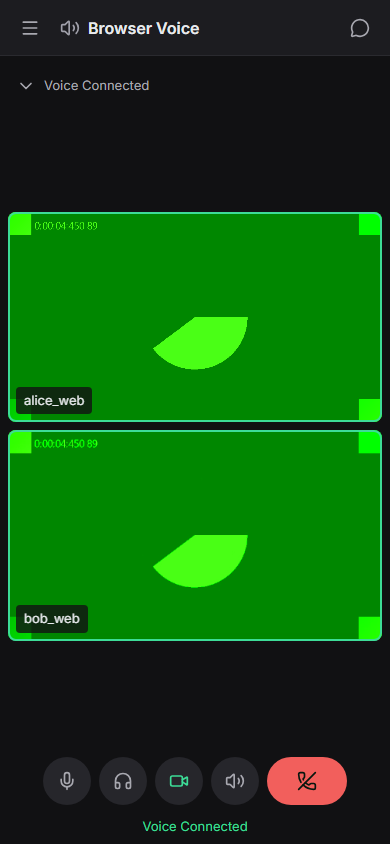 Browser Voice
Voice Connected
0:00:04:450 89
alice_web
0:00:04:450 89
bob_web
Voice Connected